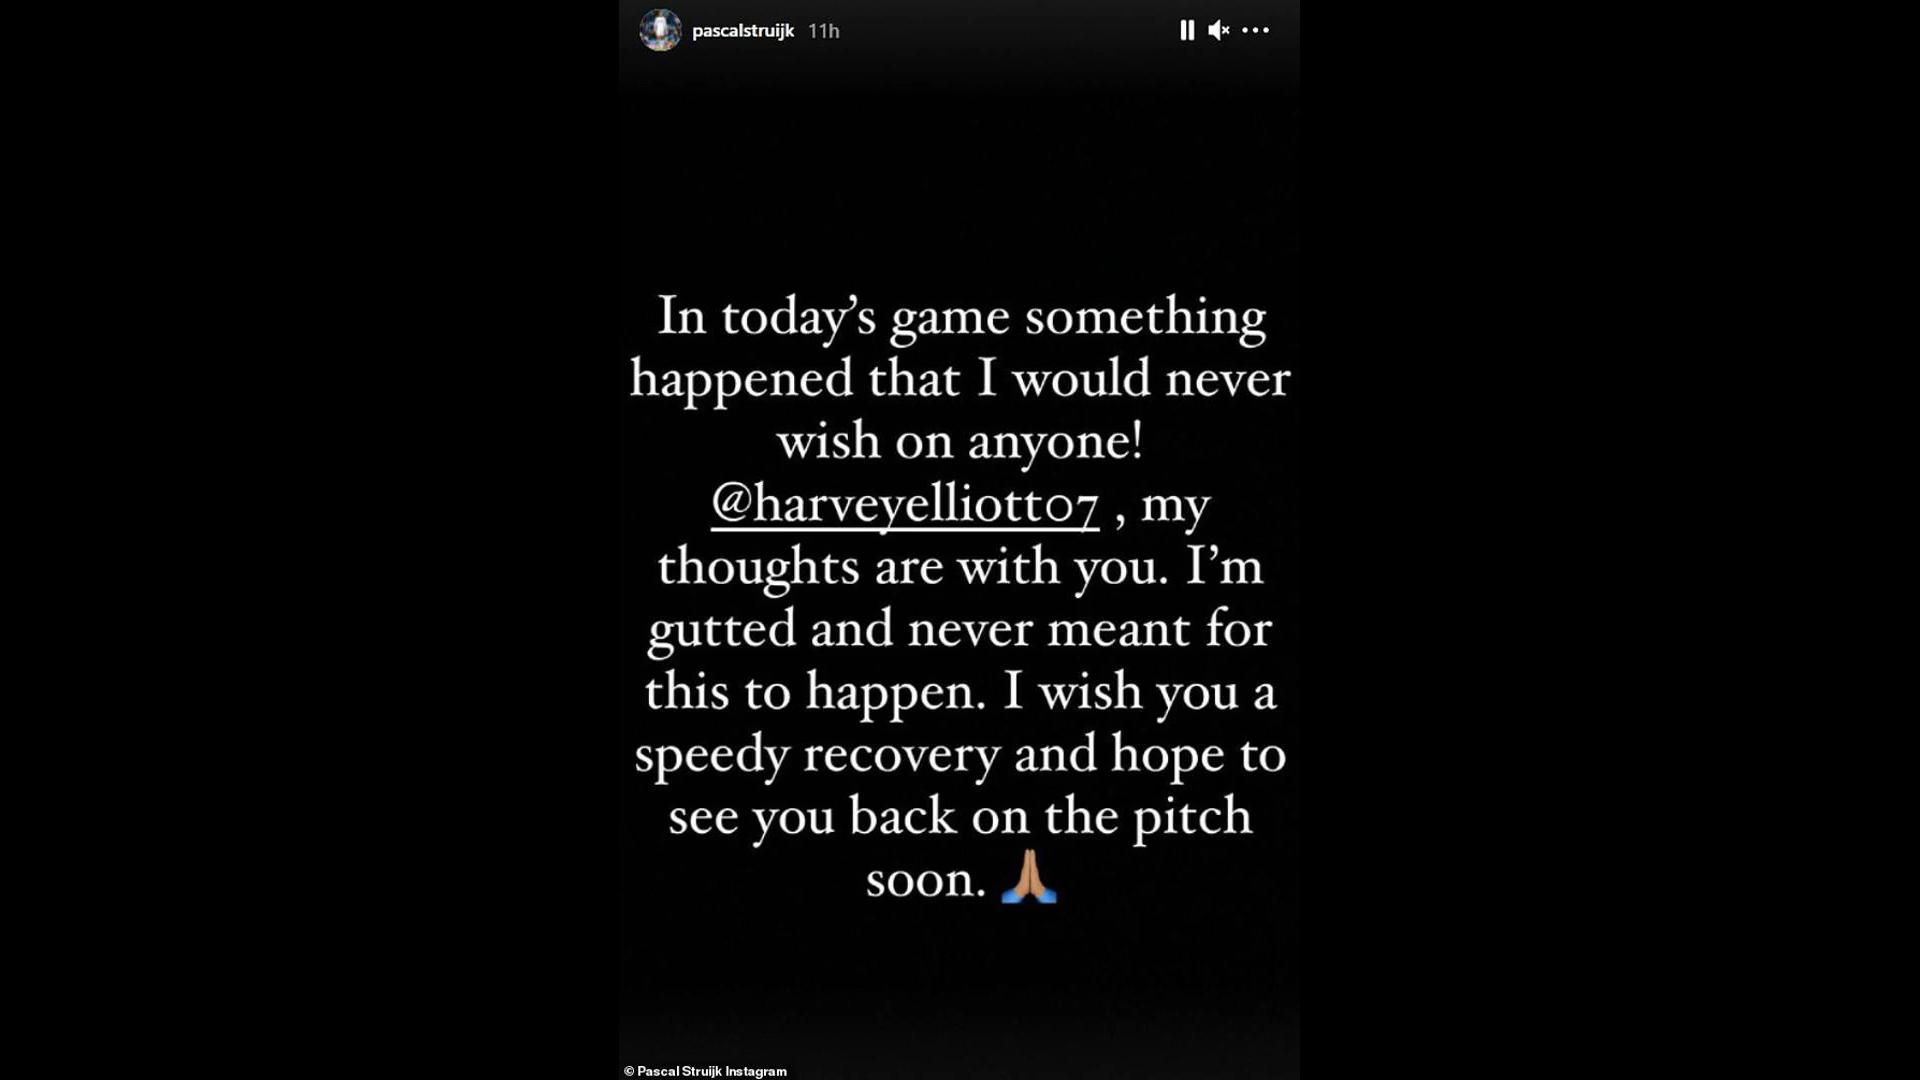 pascalstruijk 11h
In today’s game something
happened that I would never
wish on anyone!
@harveyelliott07 , my
thoughts are with you. I’m
gutted and never meant for
this to happen. I wish you a
speedy recovery and hope to
see you back on the pitch
soon. 🙏🏽
© Pascal Struijk Instagram